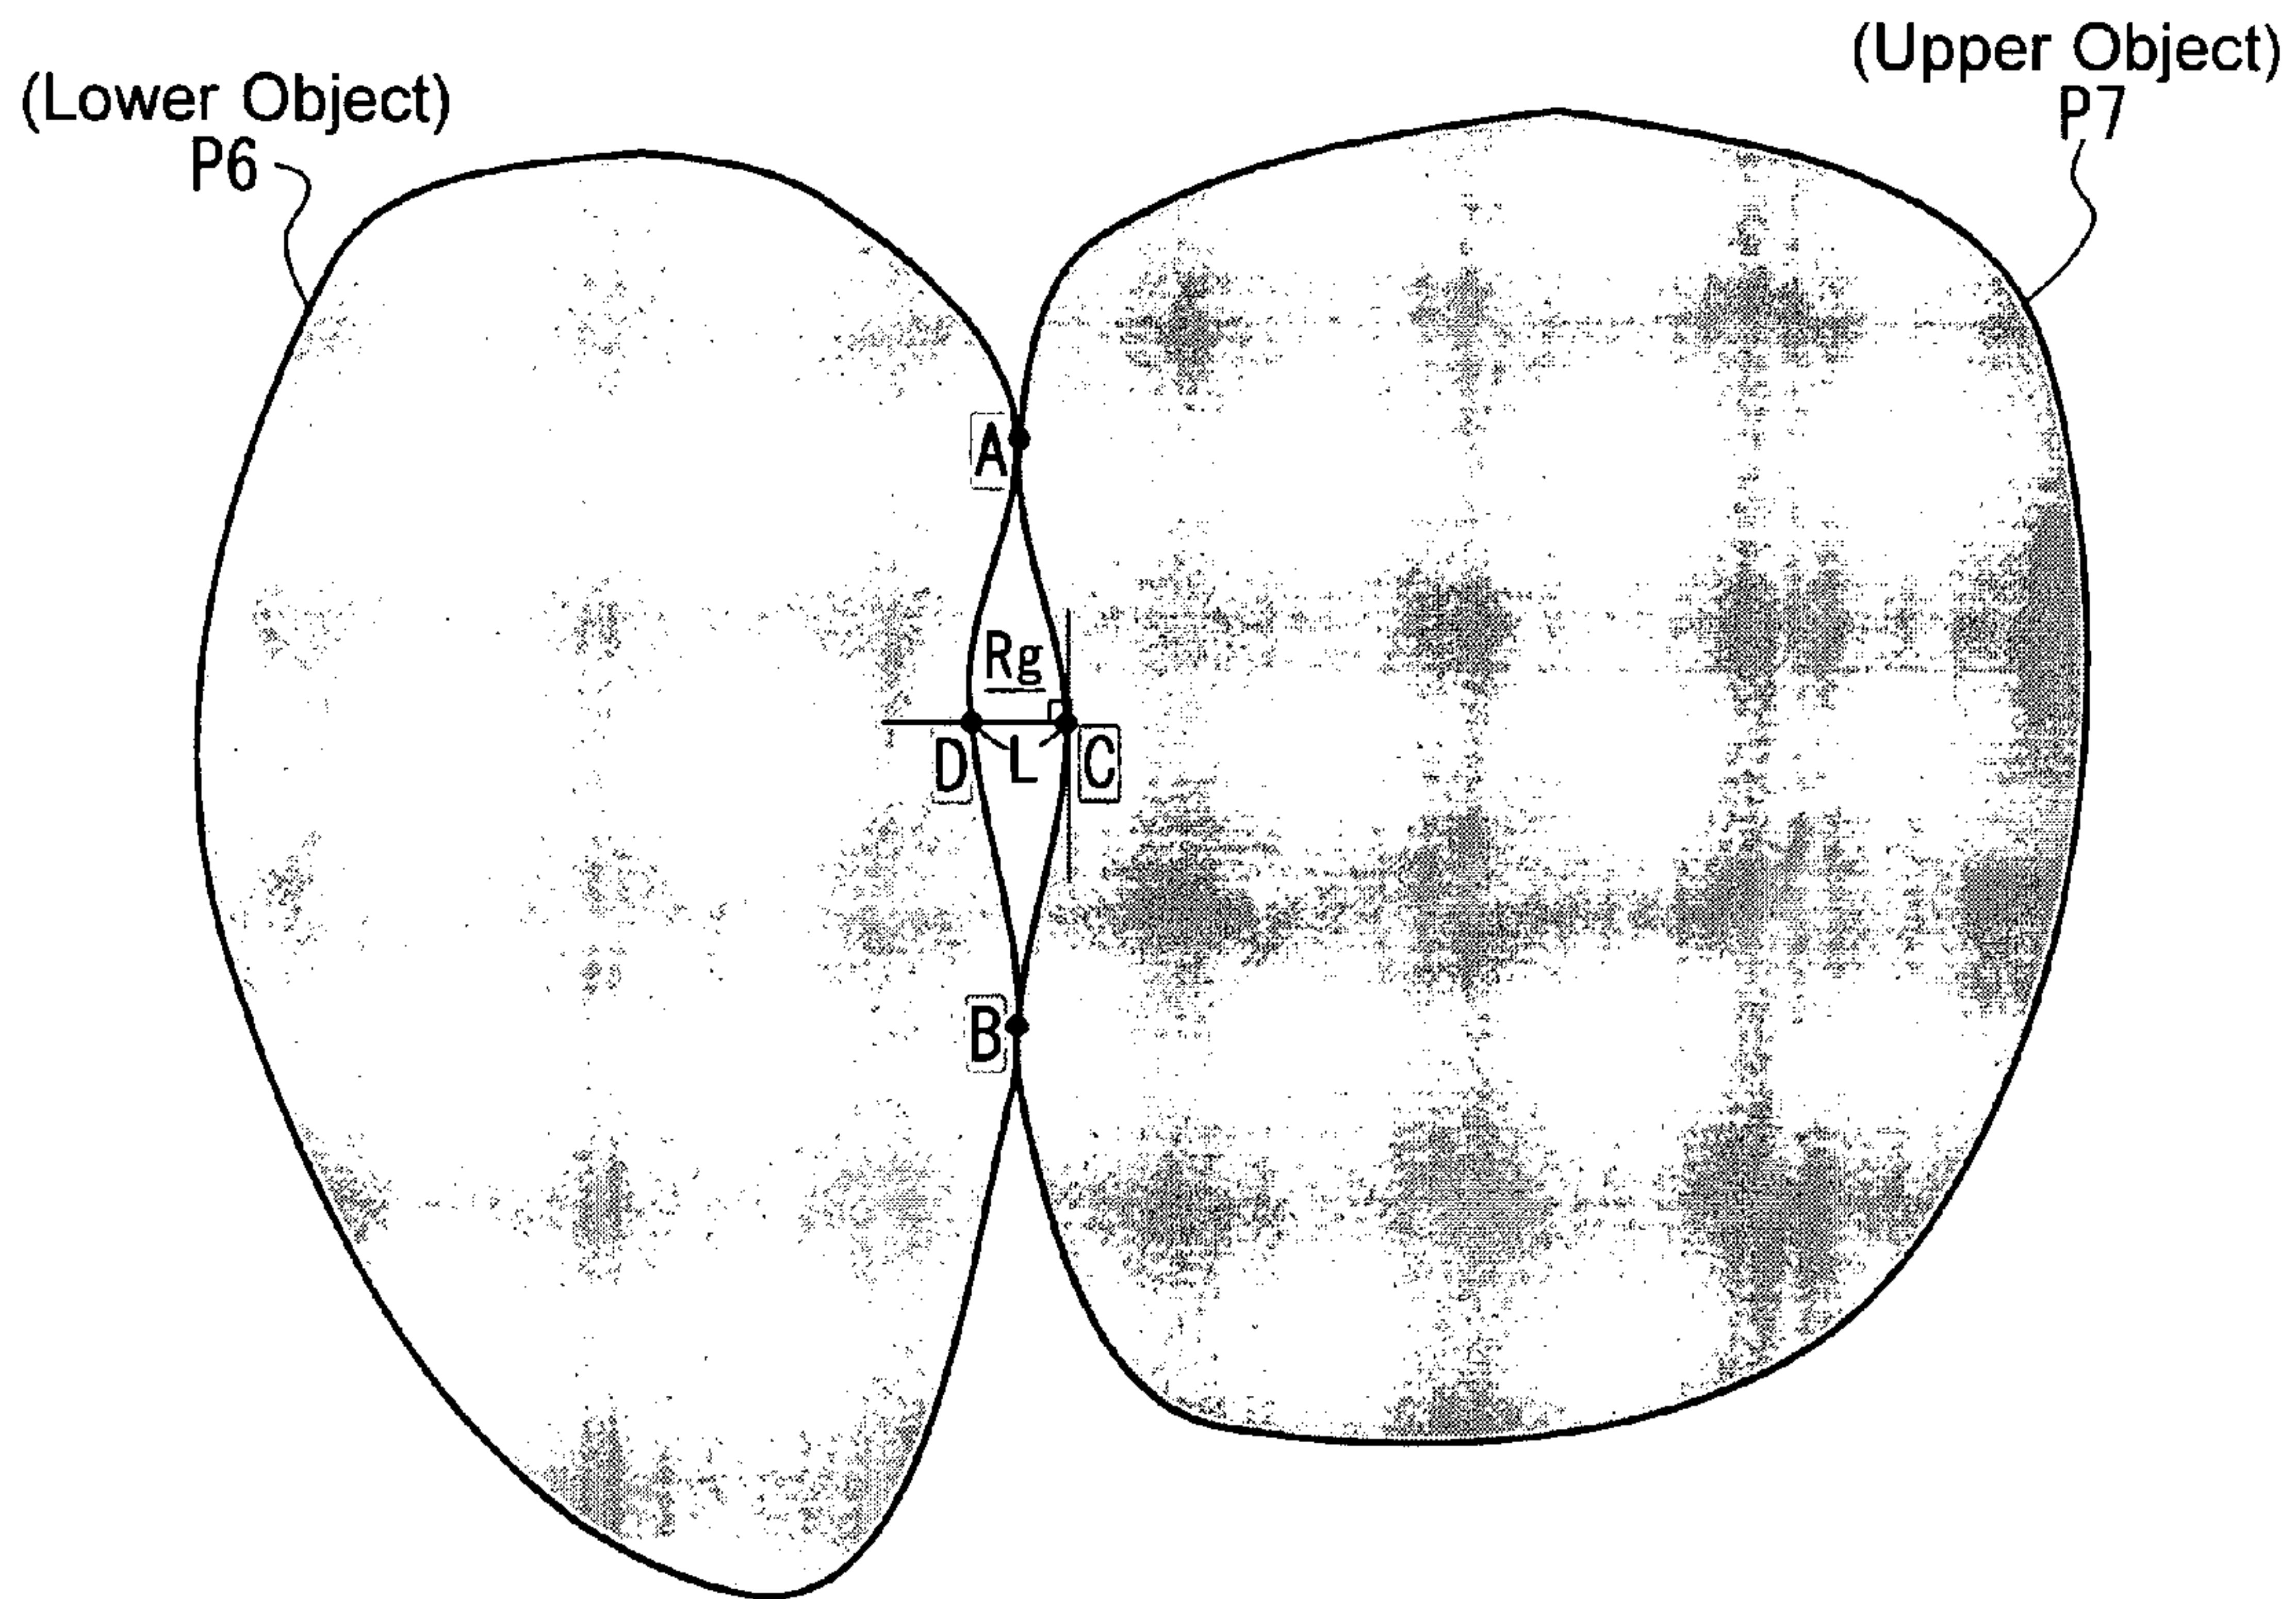 (Upper Object)
P7
(Lower Object)
P6
A
Rg
D
L
C
B